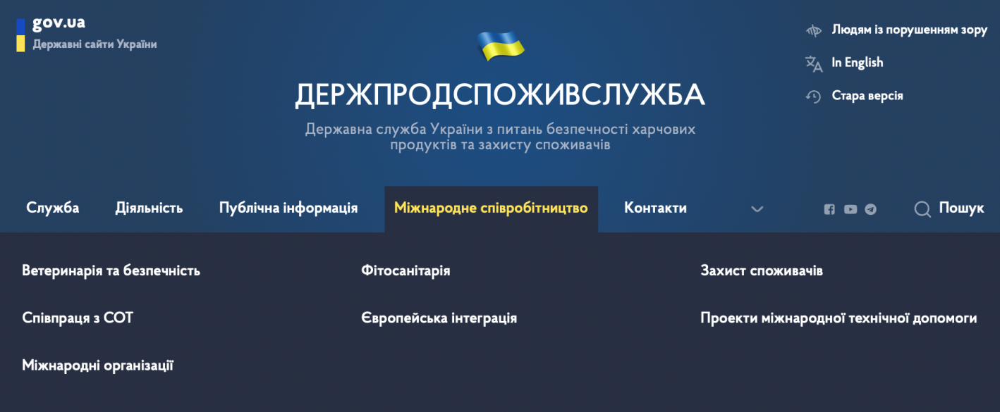 gov.ua
Державні сайти України
Людям із порушенням зору
In English
Стара версія
ДЕРЖПРОДСПОЖИВСЛУЖБА
Державна служба України з питань безпечності харчових
продуктів та захисту споживачів
Служба Діяльність Публічна інформація Міжнародне співробітництво Контакти Пошук
Ветеринарія та безпечність Фітосанітарія Захист споживачів
Співпраця з СОТ Європейська інтеграція Проекти міжнародної технічної допомоги
Міжнародні організації